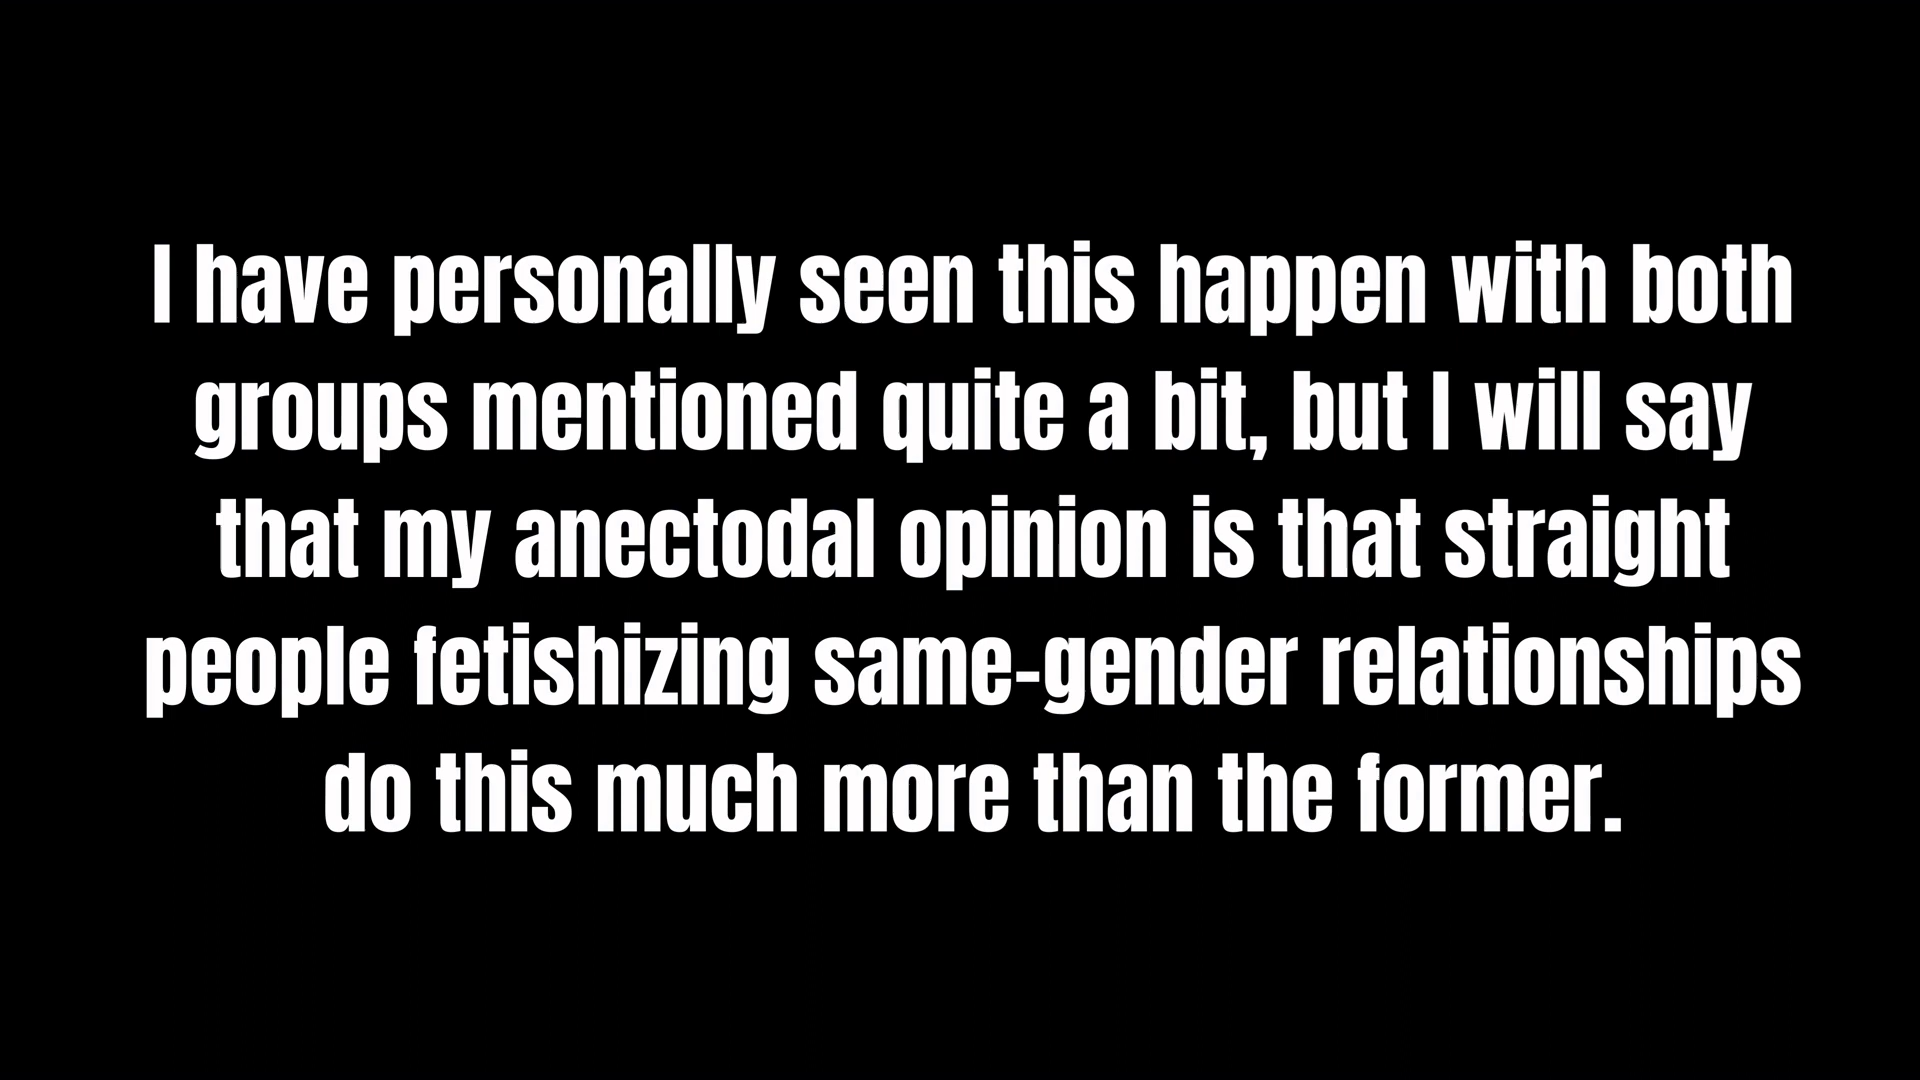 I have personally seen this happen with both
groups mentioned quite a bit, but I will say
that my anectodal opinion is that straight
people fetishizing same-gender relationships
do this much more than the former.